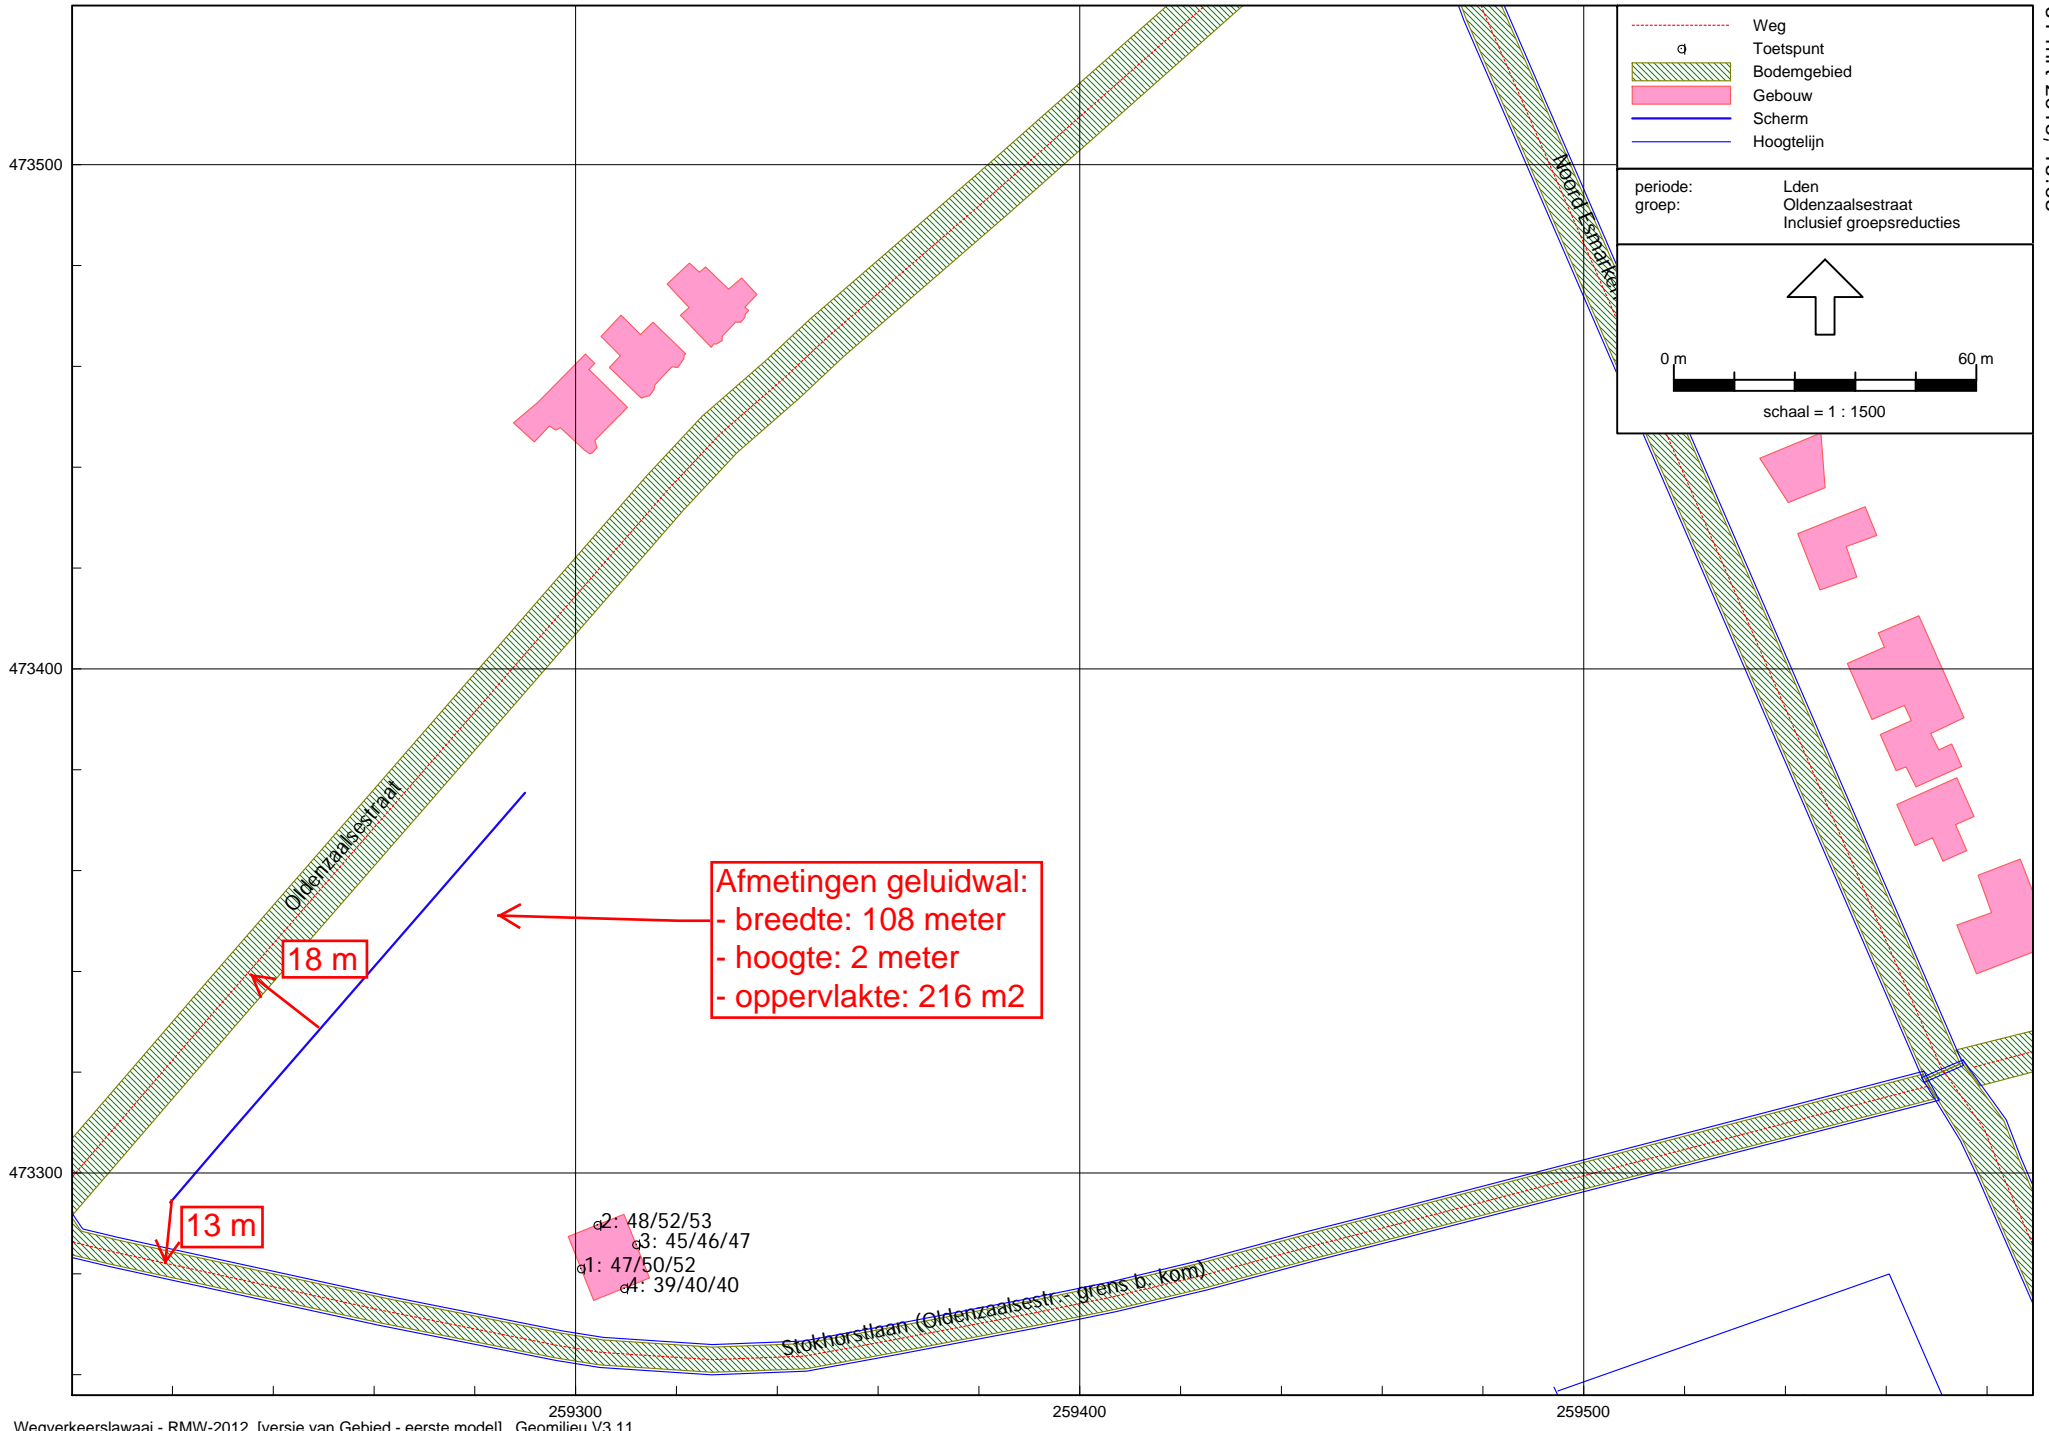 Weg
Toetspunt
Bodemgebied
Gebouw
Scherm
Hoogtelijn
periode: Lden
groep: Oldenzaalsestraat
Inclusief groepsreducties
0 m 60 m
schaal = 1 : 1500
473500
473400
473300
259300 259400 259500
Noord Esmarker
Oldenzaalsestraat
18 m
Afmetingen geluidwal:
- breedte: 108 meter
- hoogte: 2 meter
- oppervlakte: 216 m2
13 m
2: 48/52/53
3: 45/46/47
1: 47/50/52
4: 39/40/40
Stokhorstlaan (Oldenzaalsestr.- grens b. kom)
Wegverkeerslawaai - RMW-2012, [versie van Gebied - eerste model], Geomilieu V3.11